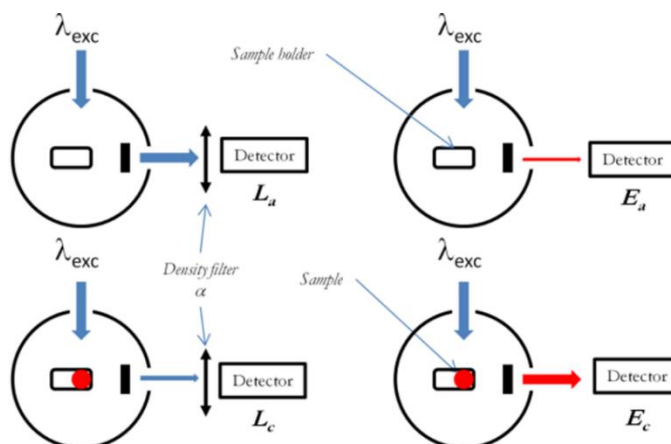 λexc
λexc
Sample holder
Detector
Detector
La
Ea
λexc
Density filter
α
Sample
λexc
Detector
Detector
Lc
Ec